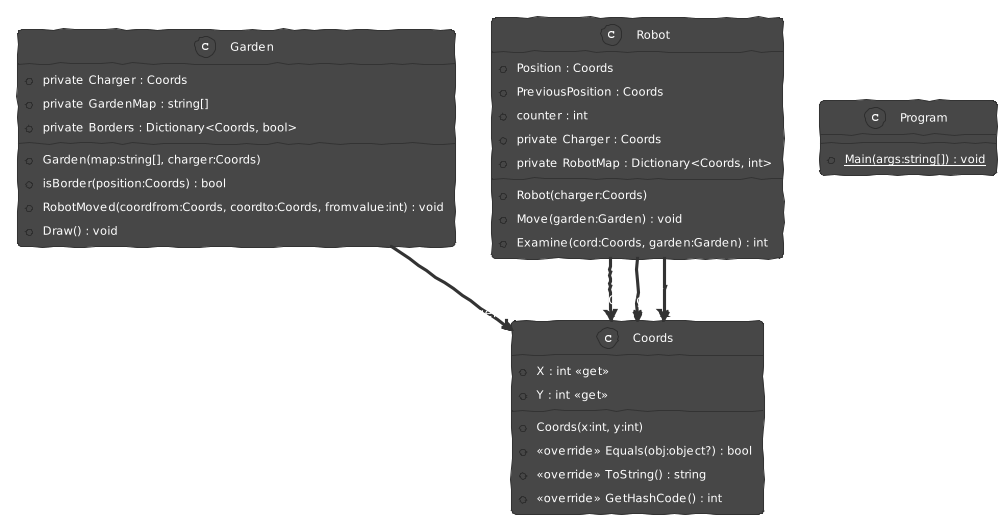 C Garden
private Charger : Coords
private GardenMap : string[]
private Borders : Dictionary<Coords, bool>
Garden(map:string[], charger:Coords)
isBorder(position:Coords) : bool
RobotMoved(coordfrom:Coords, coordto:Coords, fromvalue:int) : void
Draw() : void
C Robot
Position : Coords
PreviousPosition : Coords
counter : int
private Charger : Coords
private RobotMap : Dictionary<Coords, int>
Robot(charger:Coords)
Move(garden:Garden) : void
Examine(cord:Coords, garden:Garden) : int
C Program
Main(args:string[]) : void
C Coords
X : int «get»
Y : int «get»
Coords(x:int, y:int)
«override» Equals(obj:object?) : bool
«override» ToString() : string
«override» GetHashCode() : int